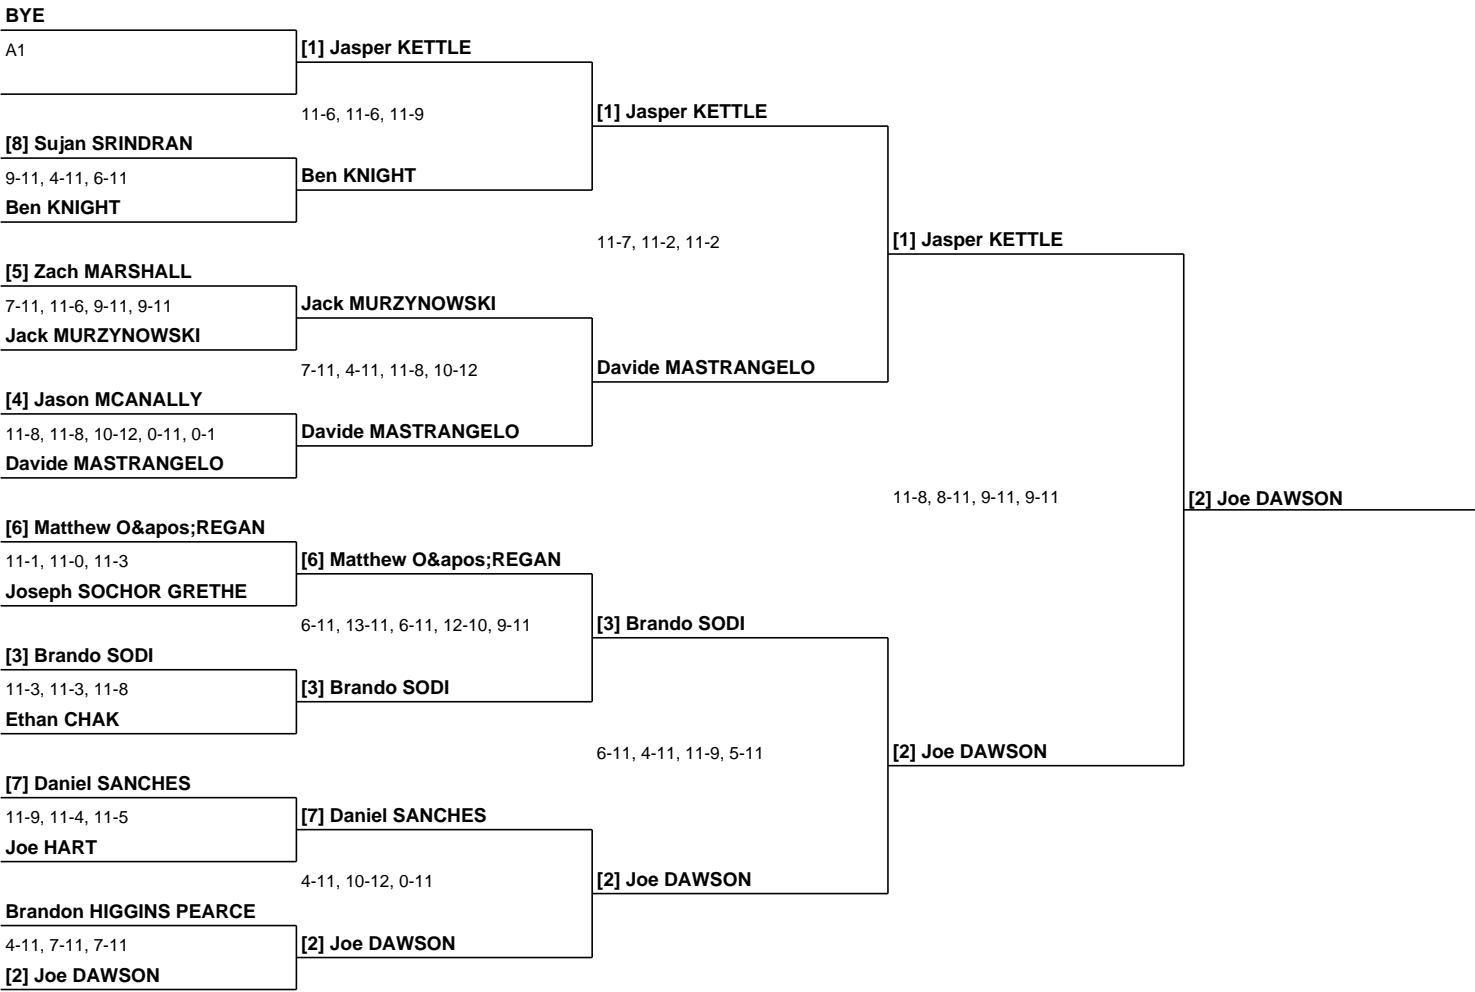 BYE
A1
[8] Sujan SRINDRAN
9-11, 4-11, 6-11
Ben KNIGHT
[5] Zach MARSHALL
7-11, 11-6, 9-11, 9-11
Jack MURZYNOWSKI
[4] Jason MCANALLY
11-8, 11-8, 10-12, 0-11, 0-1
Davide MASTRANGELO
[6] Matthew O&apos;REGAN
11-1, 11-0, 11-3
Joseph SOCHOR GRETHE
[3] Brando SODI
11-3, 11-3, 11-8
Ethan CHAK
[7] Daniel SANCHES
11-9, 11-4, 11-5
Joe HART
Brandon HIGGINS PEARCE
4-11, 7-11, 7-11
[2] Joe DAWSON
[1] Jasper KETTLE
11-6, 11-6, 11-9
Ben KNIGHT
Jack MURZYNOWSKI
7-11, 4-11, 11-8, 10-12
Davide MASTRANGELO
[6] Matthew O&apos;REGAN
6-11, 13-11, 6-11, 12-10, 9-11
[3] Brando SODI
[7] Daniel SANCHES
4-11, 10-12, 0-11
[2] Joe DAWSON
[1] Jasper KETTLE
11-7, 11-2, 11-2
Davide MASTRANGELO
[3] Brando SODI
6-11, 4-11, 11-9, 5-11
[2] Joe DAWSON
[1] Jasper KETTLE
11-8, 8-11, 9-11, 9-11
[2] Joe DAWSON
[2] Joe DAWSON